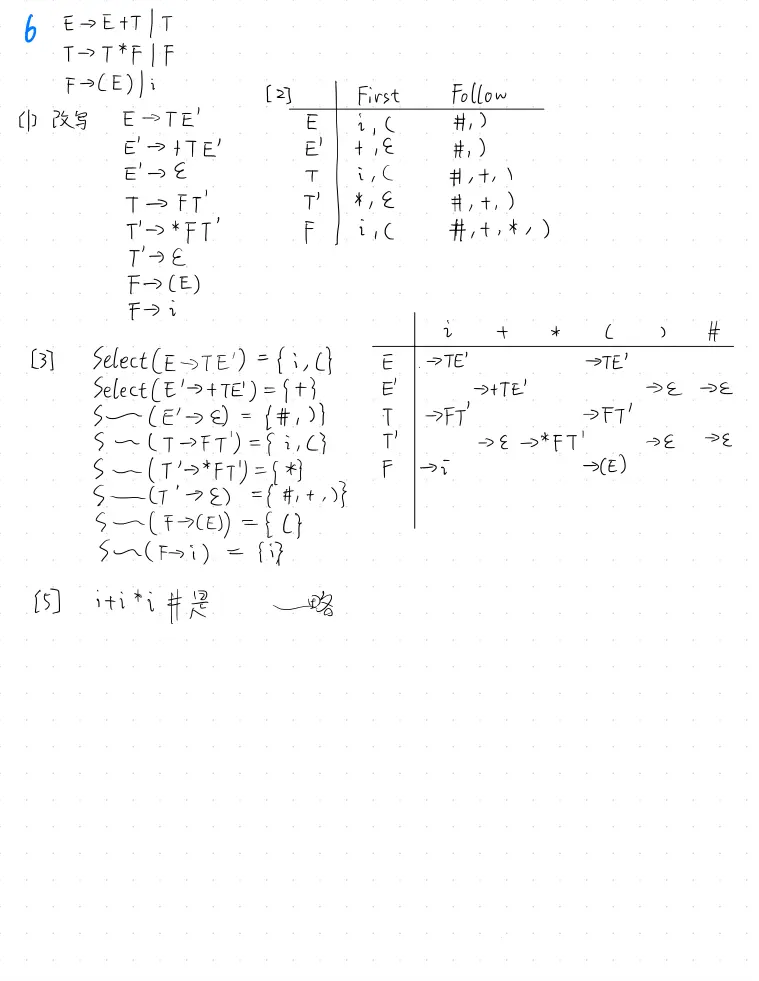 6 E→E+T|T
T→T*F|F
F→(E)|i
(1) 改写 E→TE'
E'→+TE'
E'→ε
T→FT'
T'→*FT'
T'→ε
F→(E)
F→i
[2] First Follow
E i,( #,)
E' +,ε #,)
T i,( #,+,)
T' *,ε #,+,)
F i,( #,+,*,)
[3] Select(E→TE')={i,(}
Select(E'→+TE')={+}
S~(E'→ε)={#,)}
S~(T→FT')={i,(}
S~(T'→*FT')={*}
S~(T'→ε)={#,+,)}
S~(F→(E))={(}
S~(F→i)={i}
i + * ( ) #
E →TE' →TE'
E' →+TE' →ε →ε
T →FT' →FT'
T' →ε →*FT' →ε →ε
F →i →(E)
[5] i+i*i#是 ~略